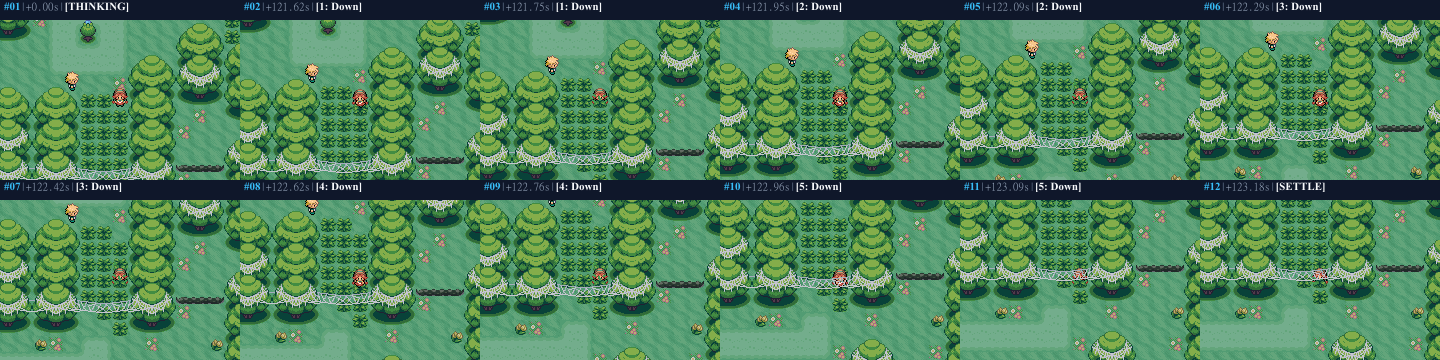 #01|+0.00s|[THINKING]
#02|+121.62s|[1: Down]
#03|+121.75s|[1: Down]
#04|+121.95s|[2: Down]
#05|+122.09s|[2: Down]
#06|+122.29s|[3: Down]
#07|+122.42s|[3: Down]
#08|+122.62s|[4: Down]
#09|+122.76s|[4: Down]
#10|+122.96s|[5: Down]
#11|+123.09s|[5: Down]
#12|+123.18s|[SETTLE]